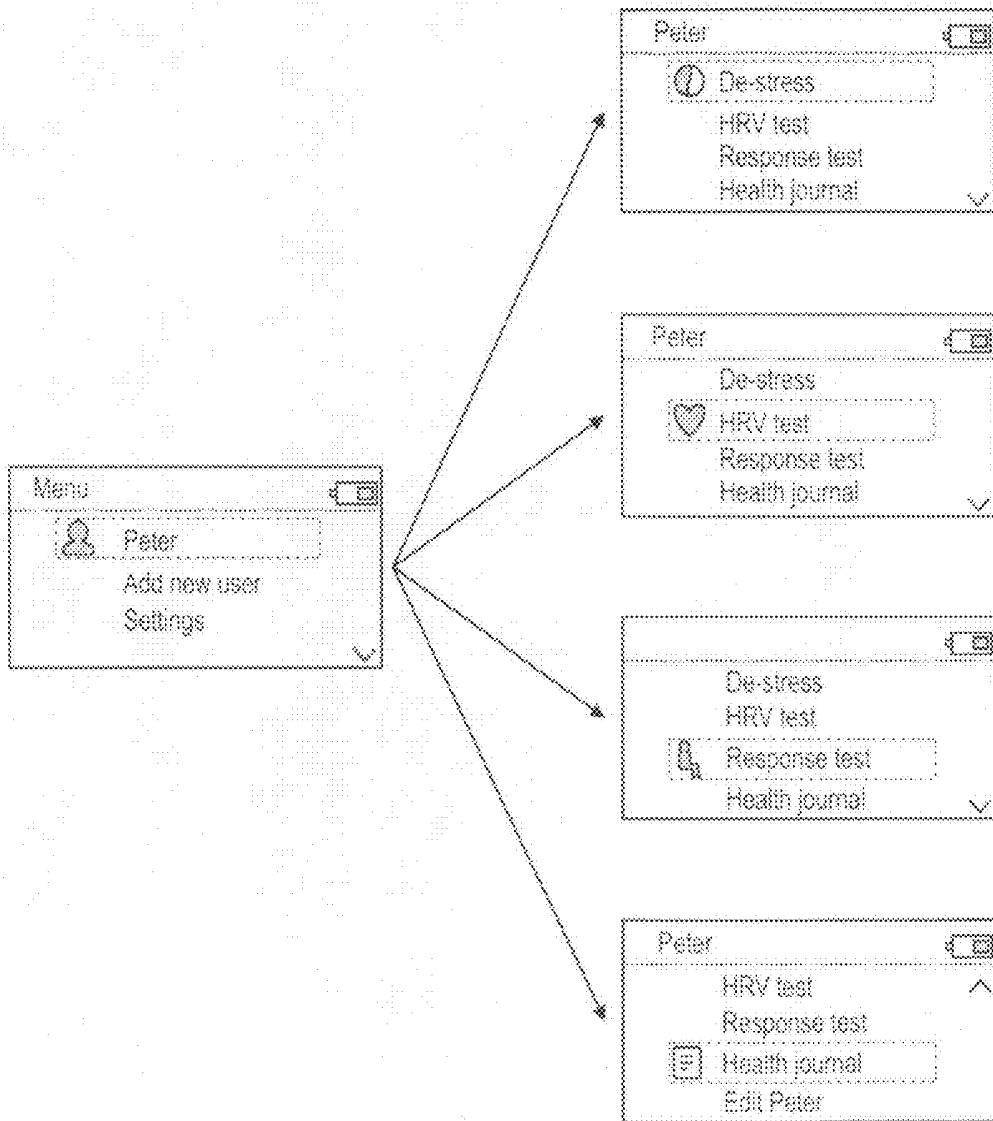 Peter
De-stress
HRV test
Response test
Health journal
Peter
De-stress
HRV test
Response test
Health journal
Menu
Peter
Add new user
Settings
De-stress
HRV test
Response test
Health journal
Peter
HRV test
Response test
Health journal
Edit Peter